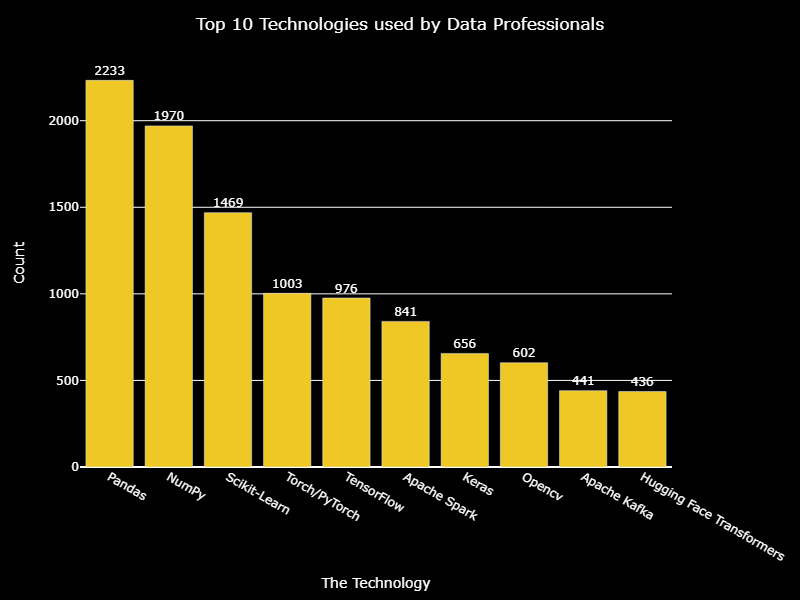 Top 10 Technologies used by Data Professionals
2233
1970
1469
1003
976
841
656
602
441
436
2000
1500
1000
500
0
Count
Pandas
NumPy
Scikit-Learn
Torch/PyTorch
TensorFlow
Apache Spark
Keras
Opencv
Apache Kafka
Hugging Face Transformers
The Technology